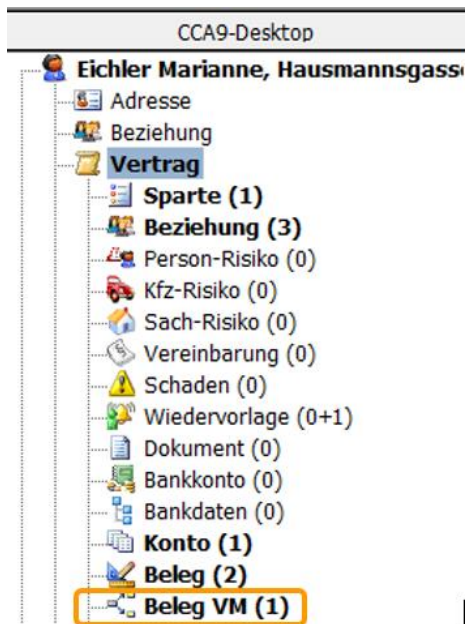 CCA9-Desktop
Eichler Marianne, Hausmannsgass
Adresse
Beziehung
Vertrag
Sparte (1)
Beziehung (3)
Person-Risiko (0)
Kfz-Risiko (0)
Sach-Risiko (0)
Vereinbarung (0)
Schaden (0)
Wiedervorlage (0+1)
Dokument (0)
Bankkonto (0)
Bankdaten (0)
Konto (1)
Beleg (2)
Beleg VM (1)